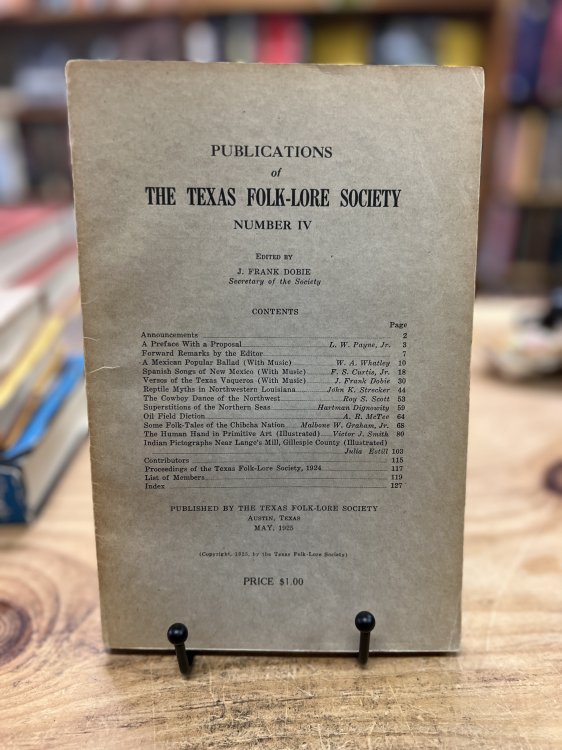 PUBLICATIONS
of
THE TEXAS FOLK-LORE SOCIETY
NUMBER IV
EDITED BY
J. FRANK DOBIE
Secretary of the Society
CONTENTS
Page
Announcements 2
A Preface With a Proposal L. W. Payne, Jr. 3
Forward Remarks by the Editor 7
A Mexican Popular Ballad (With Music) W. A. Whatley 10
Spanish Songs of New Mexico (With Music) F. S. Curtis, Jr. 18
Versos of the Texas Vaqueros (With Music) J. Frank Dobie 30
Reptile Myths in Northwestern Louisiana John K. Strecker 44
The Cowboy Dance of the Northwest Roy S. Scott 53
Superstitions of the Northern Seas Hartman Dignowity 59
Oil Field Diction A. R. McTee 64
Some Folk-Tales of the Chibcha Nation Malbone W. Graham, Jr. 68
The Human Hand in Primitive Art (Illustrated) Victor J. Smith 80
Indian Pictographs Near Lange's Mill, Gillespie County (Illustrated)
Julia Estill 103
Contributors 115
Proceedings of the Texas Folk-Lore Society, 1924 117
List of Members 119
Index 127
PUBLISHED BY THE TEXAS FOLK-LORE SOCIETY
AUSTIN, TEXAS
MAY, 1925
(Copyright, 1925, by the Texas Folk-Lore Society)
PRICE $1.00